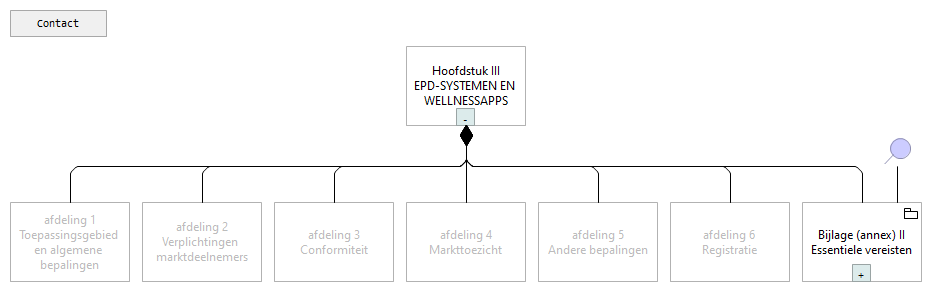 Contact
Hoofdstuk III
EPD-SYSTEMEN EN
WELLNESSAPPS
-
afdeling 1
Toepassingsgebied
en algemene
bepalingen
afdeling 2
Verplichtingen
marktdeelnemers
afdeling 3
Conformiteit
afdeling 4
Markttoezicht
afdeling 5
Andere bepalingen
afdeling 6
Registratie
Bijlage (annex) II
Essentiele vereisten
+